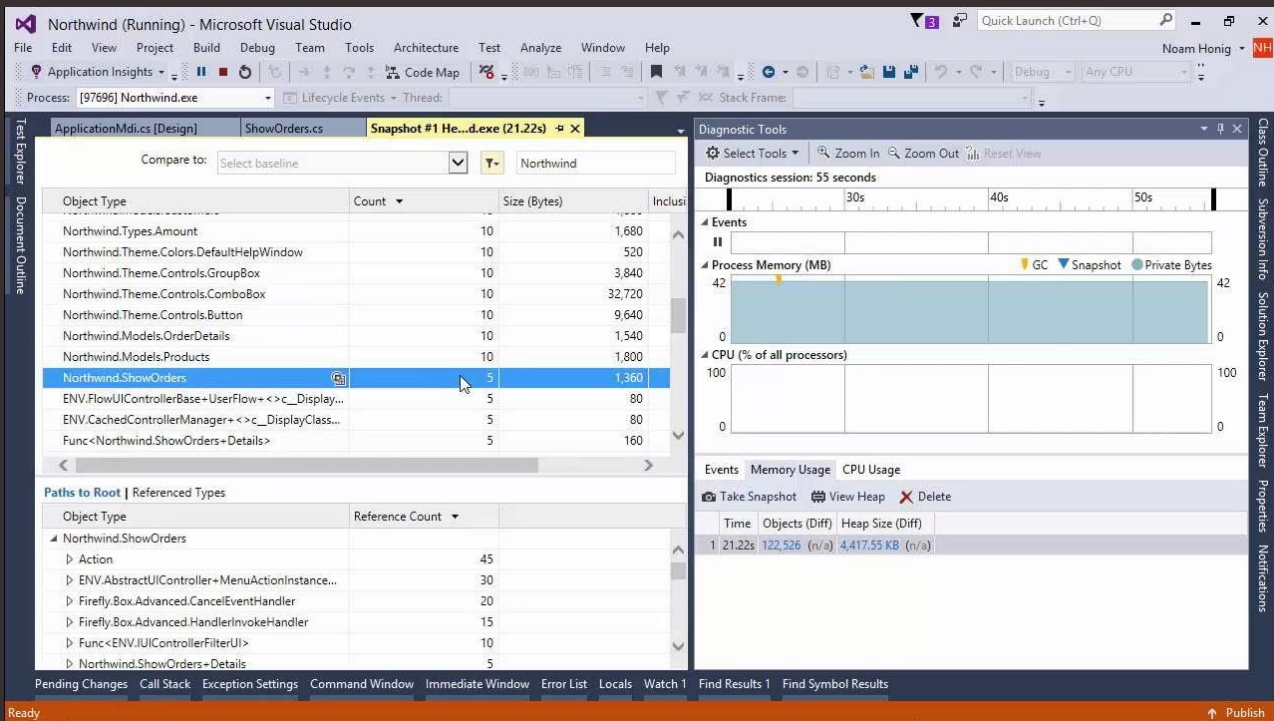 Northwind (Running) - Microsoft Visual Studio
3
Quick Launch (Ctrl+Q)
File Edit View Project Build Debug Team Tools Architecture Test Analyze Window Help
Noam Honig
NH
Application Insights
Code Map
Debug
Any CPU
Process: [97696] Northwind.exe
Lifecycle Events
Thread:
Stack Frame:
Test Explorer
Document Outline
ApplicationMdi.cs [Design]
ShowOrders.cs
Snapshot #1 He...d.exe (21.22s)
Compare to: Select baseline
Northwind
Object Type Count Size (Bytes) Inclusi
Northwind.Types.Amount 10 1,680
Northwind.Theme.Colors.DefaultHelpWindow 10 520
Northwind.Theme.Controls.GroupBox 10 3,840
Northwind.Theme.Controls.ComboBox 10 32,720
Northwind.Theme.Controls.Button 10 9,640
Northwind.Models.OrderDetails 10 1,540
Northwind.Models.Products 10 1,800
Northwind.ShowOrders 5 1,360
ENV.FlowUIControllerBase+UserFlow+<>c__Display... 5 80
ENV.CachedControllerManager+<>c__DisplayClass... 5 80
Func<Northwind.ShowOrders+Details> 5 160
Paths to Root | Referenced Types
Object Type Reference Count
Northwind.ShowOrders
Action 45
ENV.AbstractUIController+MenuActionInstance... 30
Firefly.Box.Advanced.CancelEventHandler 20
Firefly.Box.Advanced.HandlerInvokeHandler 15
Func<ENV.IUIControllerFilterUI> 10
Northwind.ShowOrders+Details 5
Diagnostic Tools
Select Tools Zoom In Zoom Out Reset View
Diagnostics session: 55 seconds
30s 40s 50s
Events
Process Memory (MB) GC Snapshot Private Bytes
42 42
0 0
CPU (% of all processors)
100 100
0 0
Events Memory Usage CPU Usage
Take Snapshot View Heap Delete
Time Objects (Diff) Heap Size (Diff)
1 21.22s 122,526 (n/a) 4,417.55 KB (n/a)
Class Outline
Subversion Info
Solution Explorer
Team Explorer
Properties
Notifications
Pending Changes Call Stack Exception Settings Command Window Immediate Window Error List Locals Watch 1 Find Results 1 Find Symbol Results
Ready
Publish